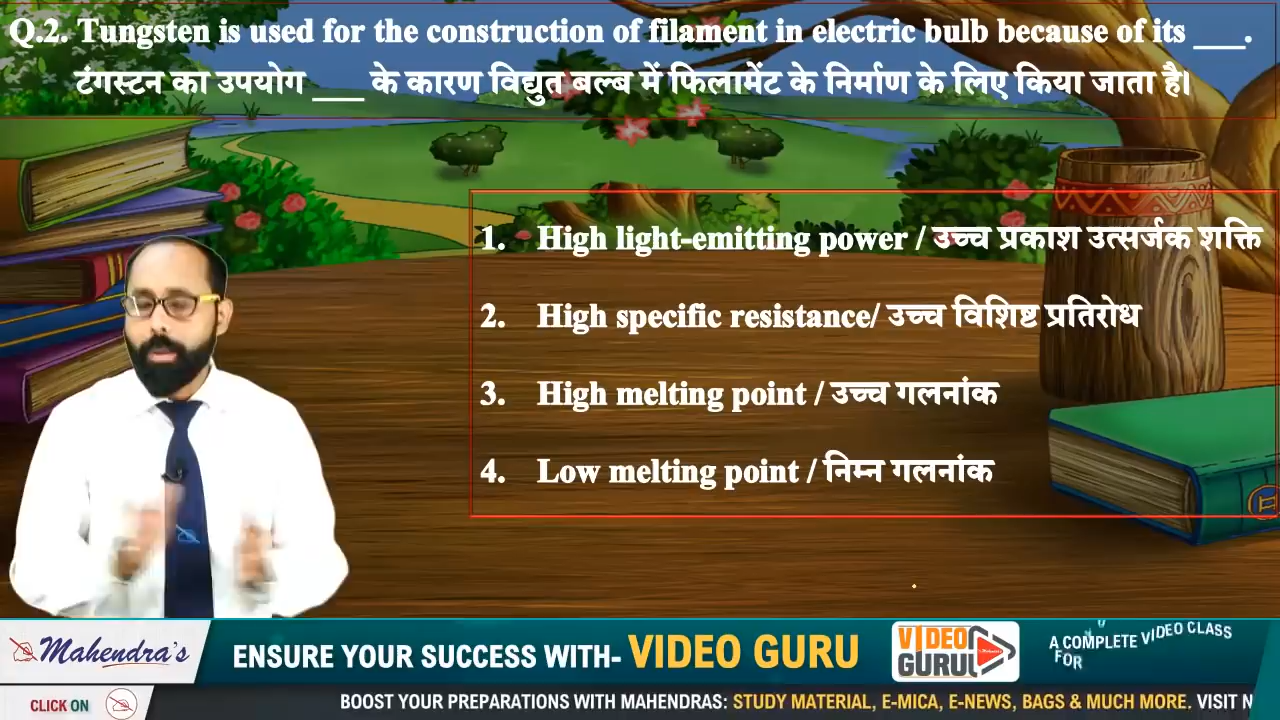 Q.2. Tungsten is used for the construction of filament in electric bulb because of its ___.
टंगस्टन का उपयोग ___ के कारण विद्युत बल्ब में फिलामेंट के निर्माण के लिए किया जाता है।
1. High light-emitting power / उच्च प्रकाश उत्सर्जक शक्ति
2. High specific resistance/ उच्च विशिष्ट प्रतिरोध
3. High melting point / उच्च गलनांक
4. Low melting point / निम्न गलनांक
Mahendra's
ENSURE YOUR SUCCESS WITH- VIDEO GURU
VIDEO
GURU
A COMPLETE VIDEO CLASS
FOR
CLICK ON
BOOST YOUR PREPARATIONS WITH MAHENDRAS: STUDY MATERIAL, E-MICA, E-NEWS, BAGS & MUCH MORE. VISIT N